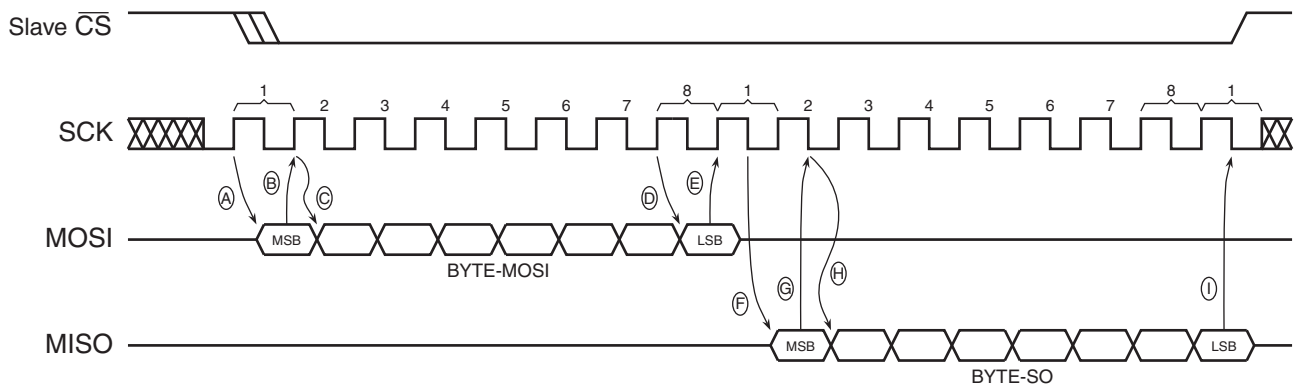 Slave CS
1 2 3 4 5 6 7 8 1 2 3 4 5 6 7 8 1
SCK
A B C D E
MOSI MSB LSB
BYTE-MOSI
F G H I
MISO MSB LSB
BYTE-SO